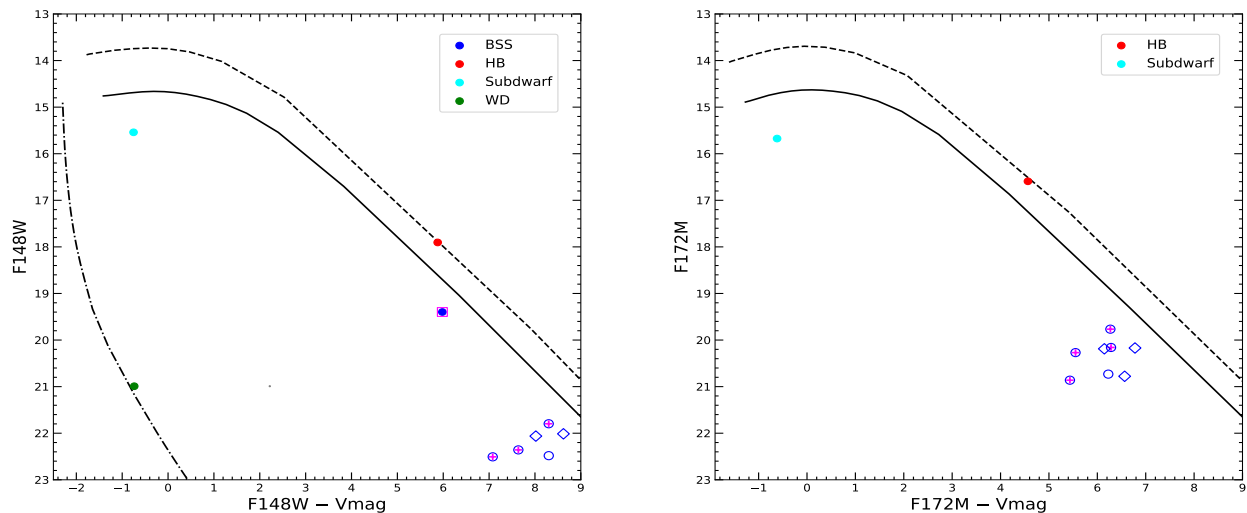 13
14
15
16
17
18
19
20
21
22
23
F148W
BSS
HB
Subdwarf
WD
−2 −1 0 1 2 3 4 5 6 7 8 9
F148W − Vmag
13
14
15
16
17
18
19
20
21
22
23
F172M
HB
Subdwarf
−1 0 1 2 3 4 5 6 7 8 9
F172M − Vmag